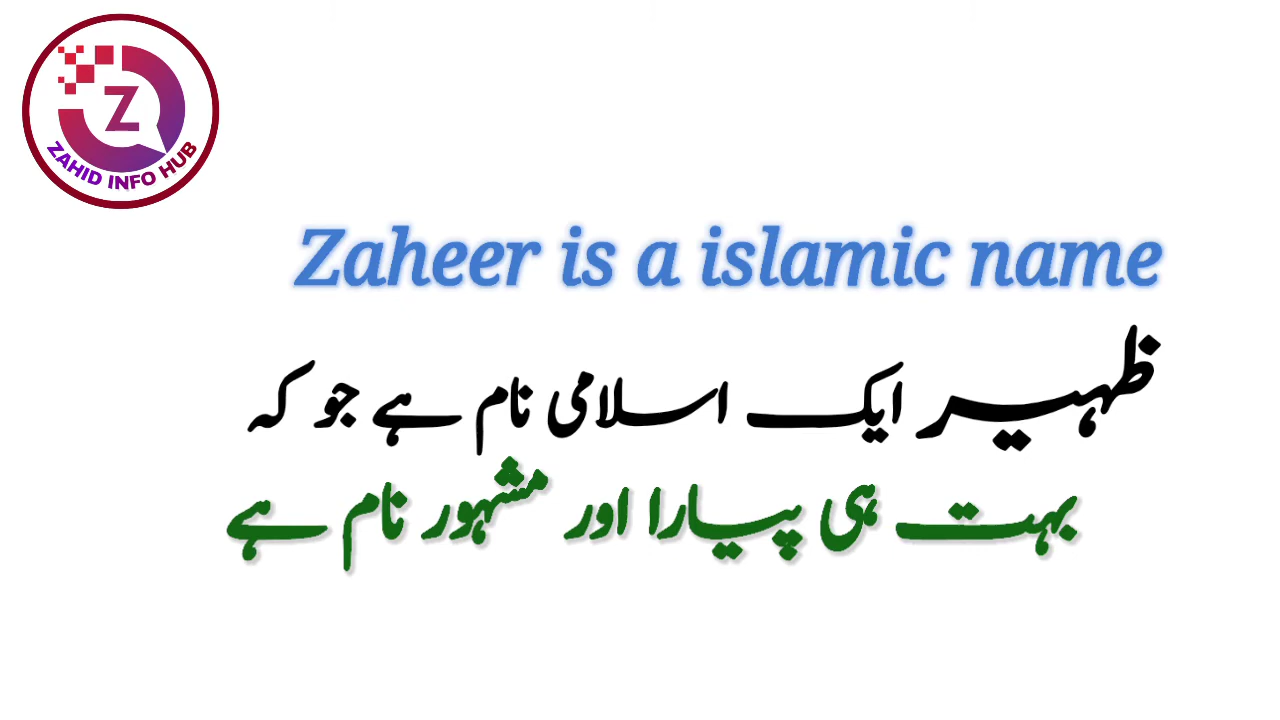 Z
ZAHID INFO HUB
Zaheer is a islamic name
ظہیر ایک اسلامی نام ہے جو کہ
بہت ہی پیارا اور مشہور نام ہے